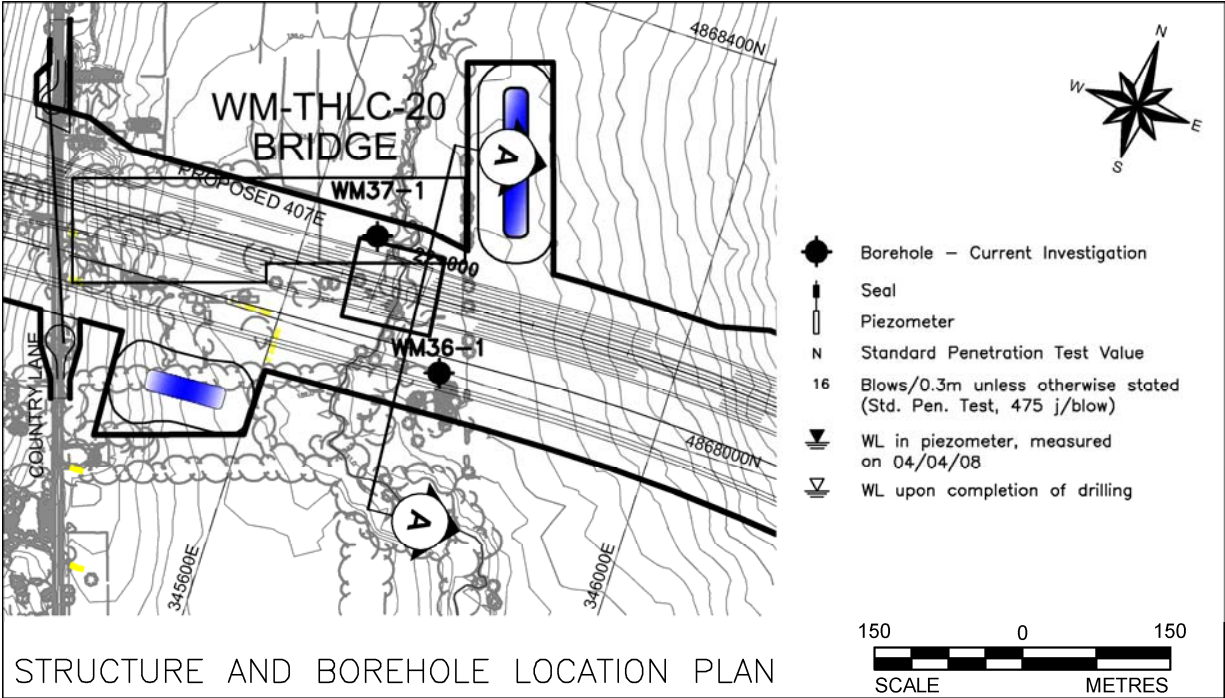 4868400N
WM-THLC-20
BRIDGE
PROPOSED 407E
WM37-1
A
WM36-1
COUNTRY LANE
4868000N
A
345600E
346000E
N
W
E
S
Borehole – Current Investigation
Seal
Piezometer
N Standard Penetration Test Value
16 Blows/0.3m unless otherwise stated
(Std. Pen. Test, 475 j/blow)
WL in piezometer, measured
on 04/04/08
WL upon completion of drilling
150 0 150
SCALE METRES
STRUCTURE AND BOREHOLE LOCATION PLAN